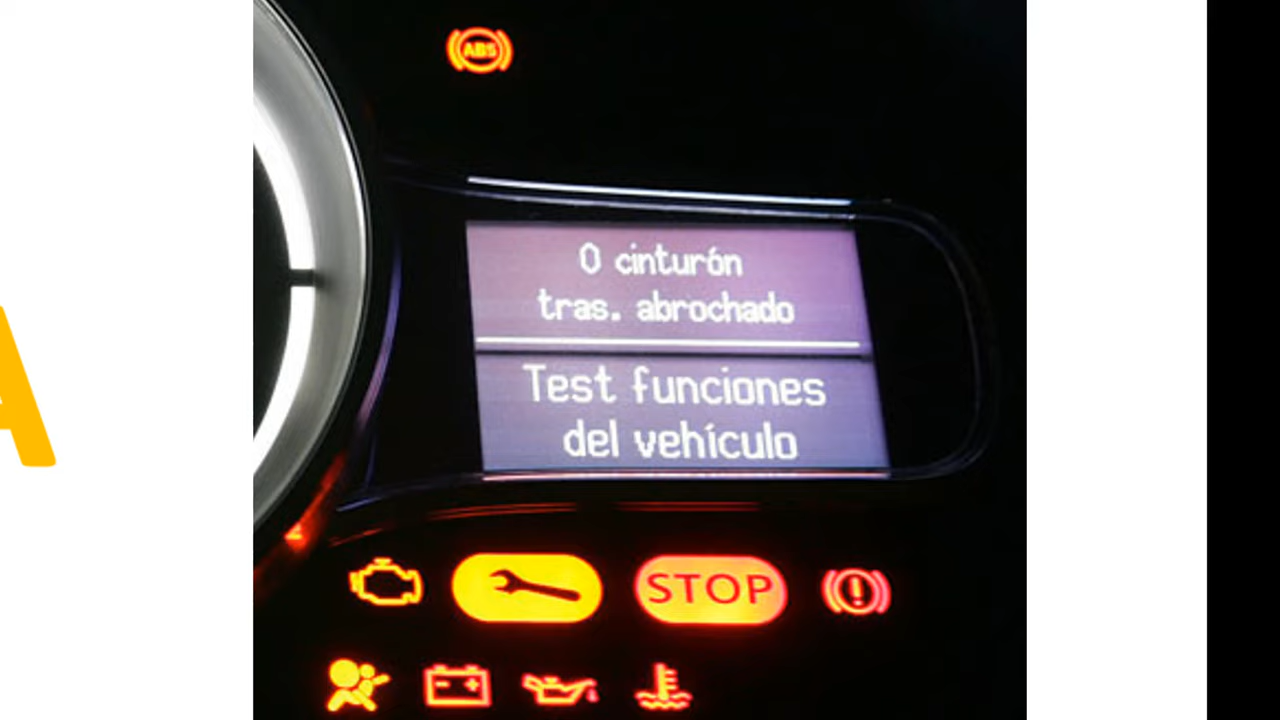 ABS
0 cinturón
tras. abrochado
Test funciones
del vehículo
STOP
A